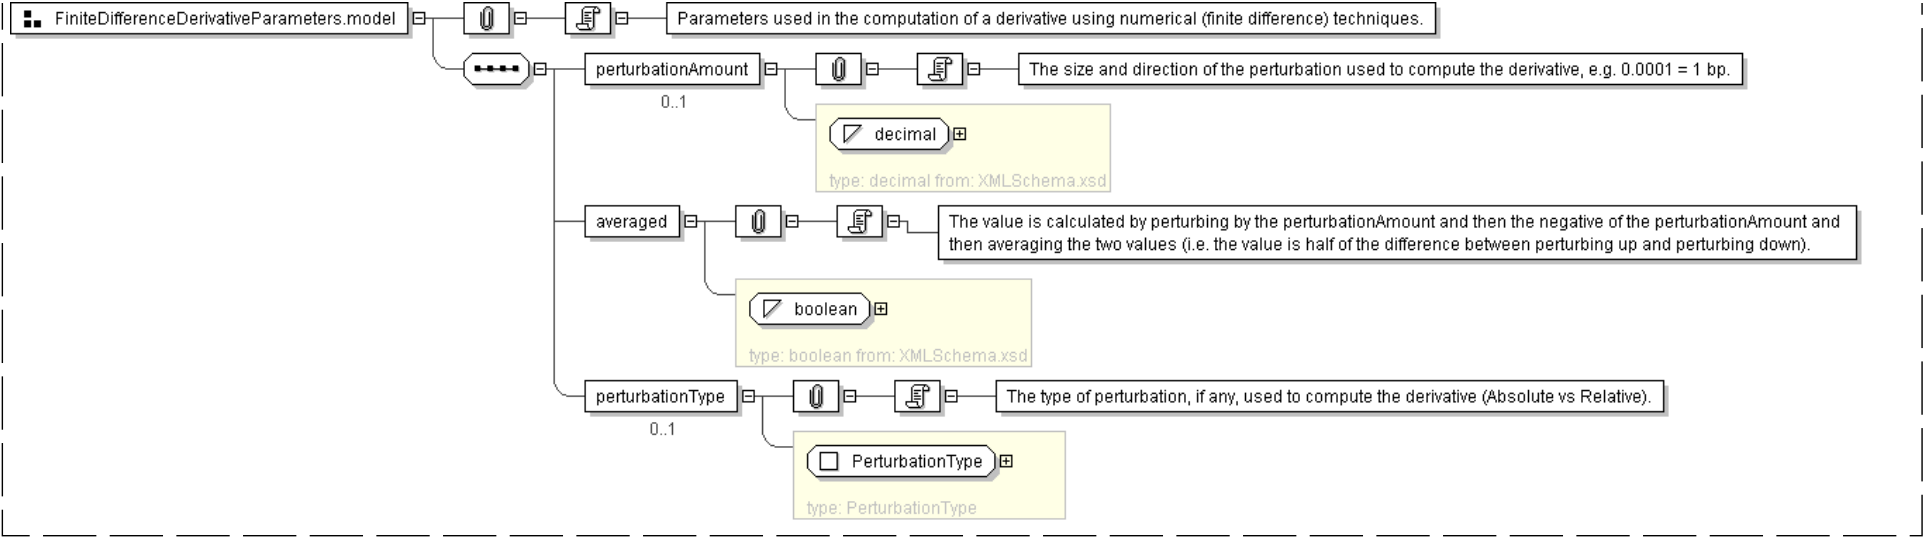 FiniteDifferenceDerivativeParameters.model
Parameters used in the computation of a derivative using numerical (finite difference) techniques.
perturbationAmount
The size and direction of the perturbation used to compute the derivative, e.g. 0.0001 = 1 bp.
0..1
decimal
type: decimal from: XMLSchema.xsd
averaged
The value is calculated by perturbing by the perturbationAmount and then the negative of the perturbationAmount and
then averaging the two values (i.e. the value is half of the difference between perturbing up and perturbing down).
boolean
type: boolean from: XMLSchema.xsd
perturbationType
The type of perturbation, if any, used to compute the derivative (Absolute vs Relative).
0..1
PerturbationType
type: PerturbationType